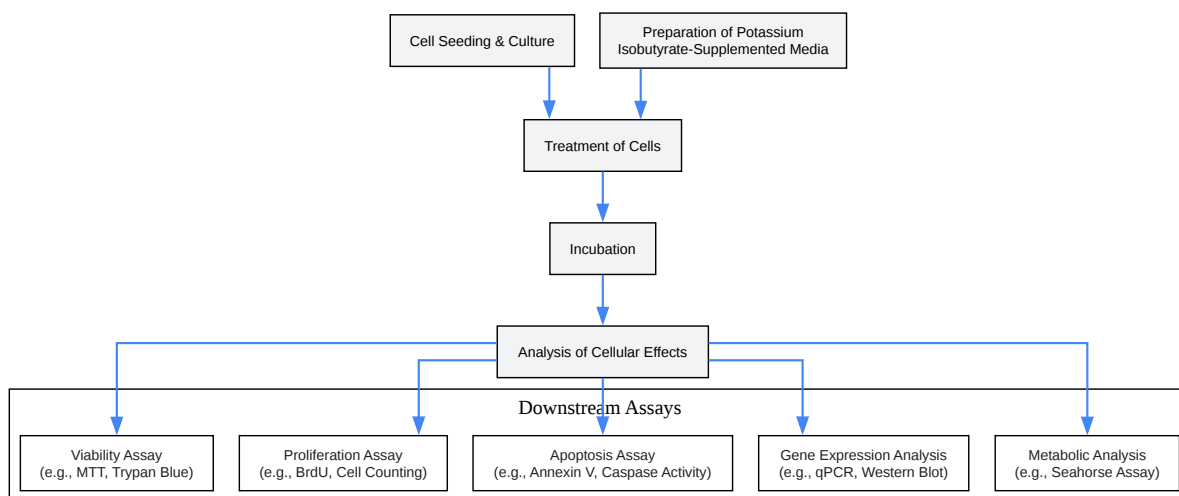 Cell Seeding & Culture
Preparation of Potassium
Isobutyrate-Supplemented Media
Treatment of Cells
Incubation
Analysis of Cellular Effects
Downstream Assays
Viability Assay
(e.g., MTT, Trypan Blue)
Proliferation Assay
(e.g., BrdU, Cell Counting)
Apoptosis Assay
(e.g., Annexin V, Caspase Activity)
Gene Expression Analysis
(e.g., qPCR, Western Blot)
Metabolic Analysis
(e.g., Seahorse Assay)